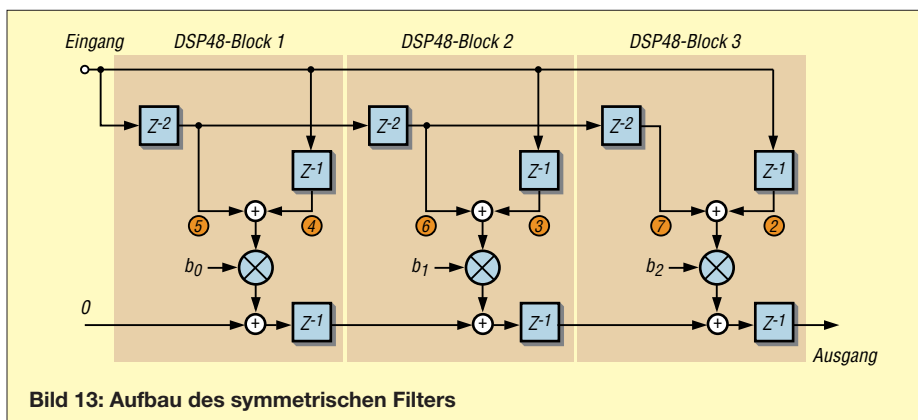 Eingang DSP48-Block 1 DSP48-Block 2 DSP48-Block 3
Z-2 Z-2 Z-2
Z-1 Z-1 Z-1
5 + 4 6 + 3 7 + 2
b0 b1 b2
0 + Z-1 + Z-1 + Z-1
Ausgang
Bild 13: Aufbau des symmetrischen Filters